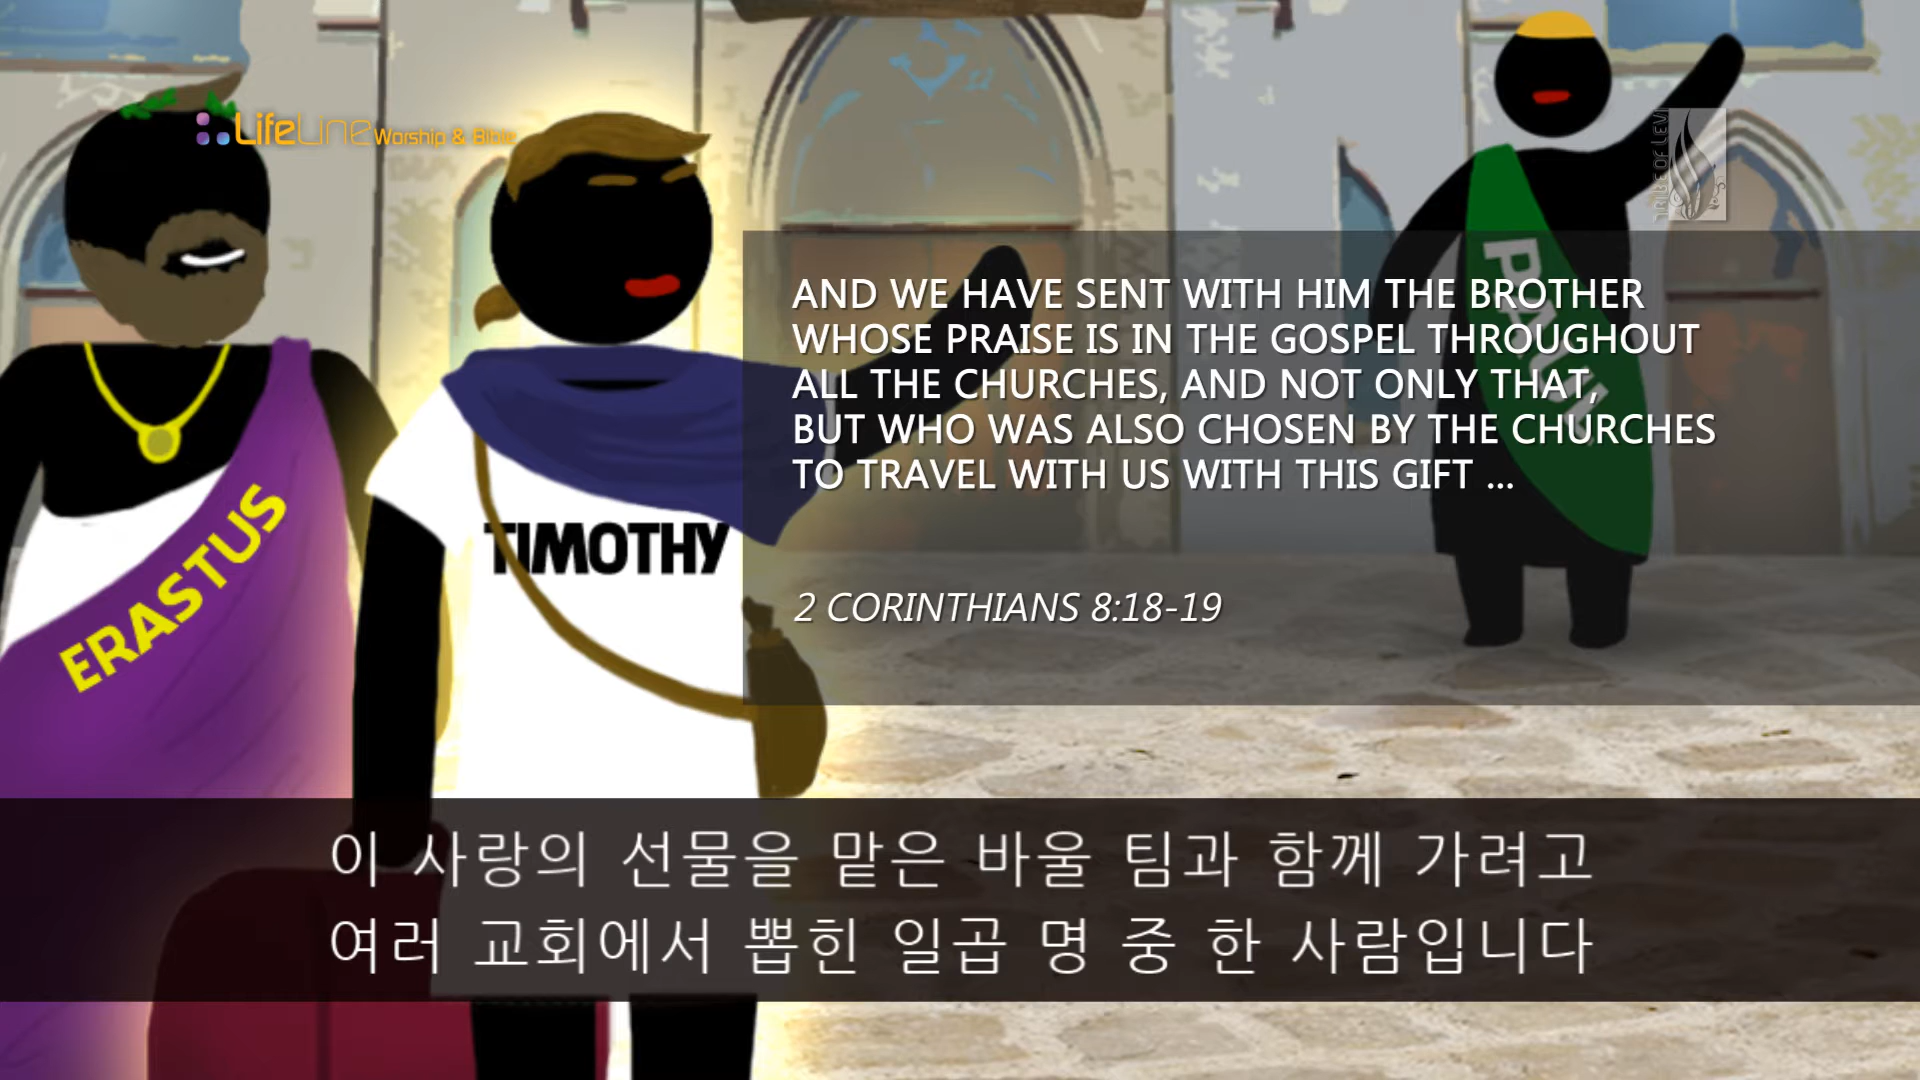 LifeLine Worship & Bible
TRIBE OF LEVI
PAUL
AND WE HAVE SENT WITH HIM THE BROTHER
WHOSE PRAISE IS IN THE GOSPEL THROUGHOUT
ALL THE CHURCHES, AND NOT ONLY THAT,
BUT WHO WAS ALSO CHOSEN BY THE CHURCHES
TO TRAVEL WITH US WITH THIS GIFT ...
2 CORINTHIANS 8:18-19
ERASTUS
TIMOTHY
이 사랑의 선물을 맡은 바울 팀과 함께 가려고
여러 교회에서 뽑힌 일곱 명 중 한 사람입니다